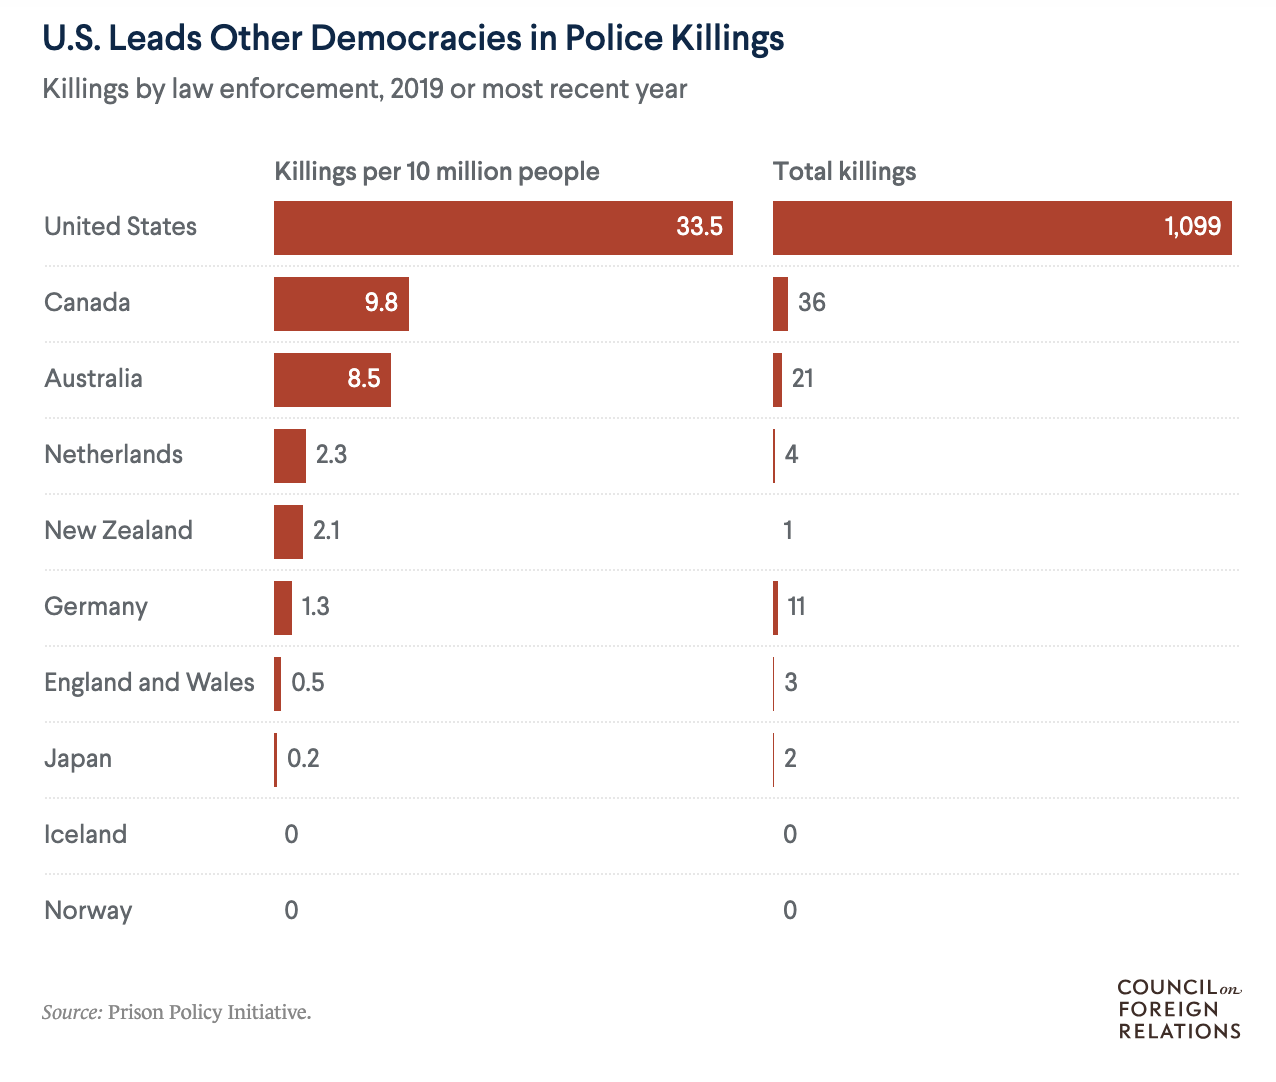 U.S. Leads Other Democracies in Police Killings
Killings by law enforcement, 2019 or most recent year
Killings per 10 million people Total killings
United States 33.5 1,099
Canada 9.8 36
Australia 8.5 21
Netherlands 2.3 4
New Zealand 2.1 1
Germany 1.3 11
England and Wales 0.5 3
Japan 0.2 2
Iceland 0 0
Norway 0 0
Source: Prison Policy Initiative.
COUNCIL on
FOREIGN
RELATIONS